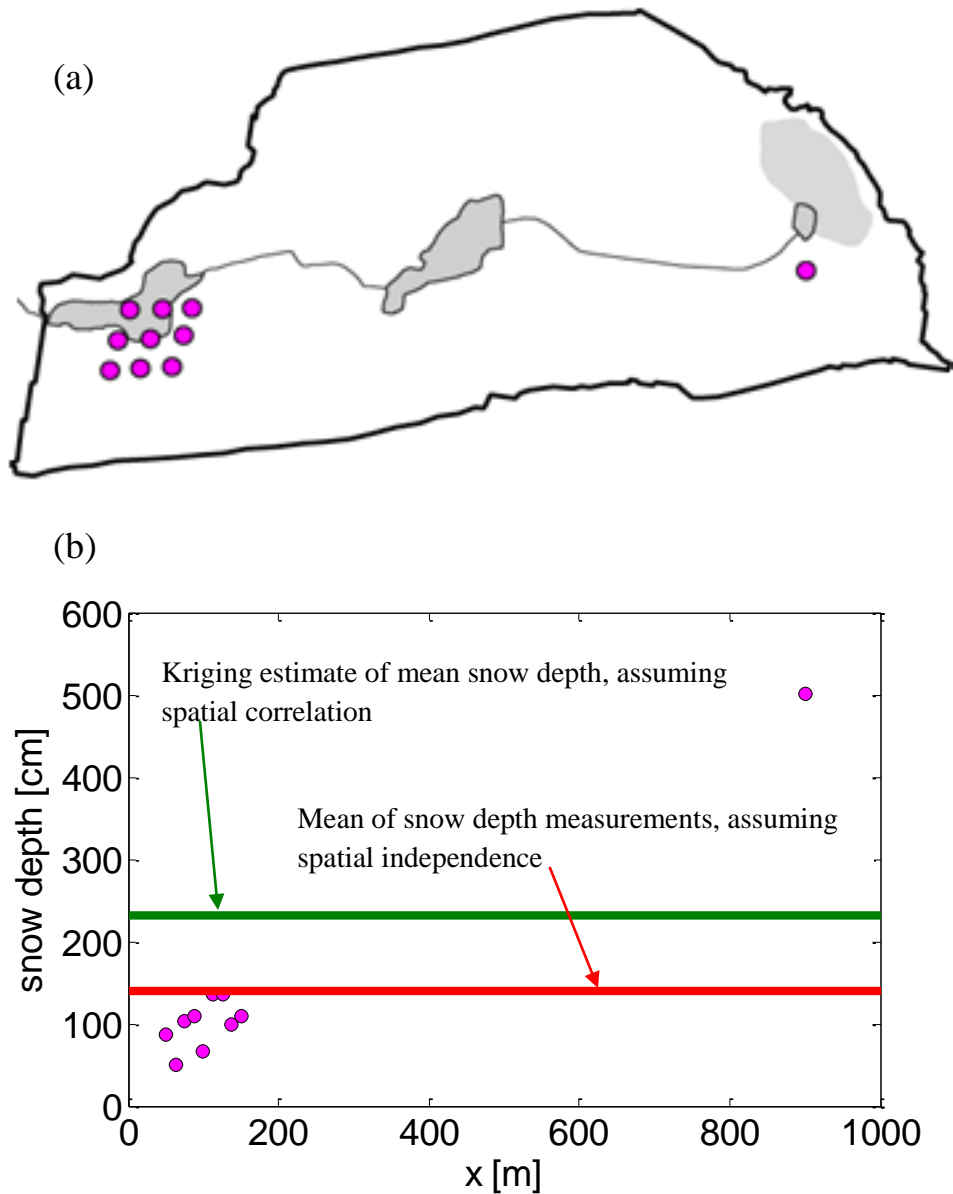 (a)
(b)
600
500
400
300
200
100
0
snow depth [cm]
Kriging estimate of mean snow depth, assuming
spatial correlation
Mean of snow depth measurements, assuming
spatial independence
0 200 400 600 800 1000
x [m]